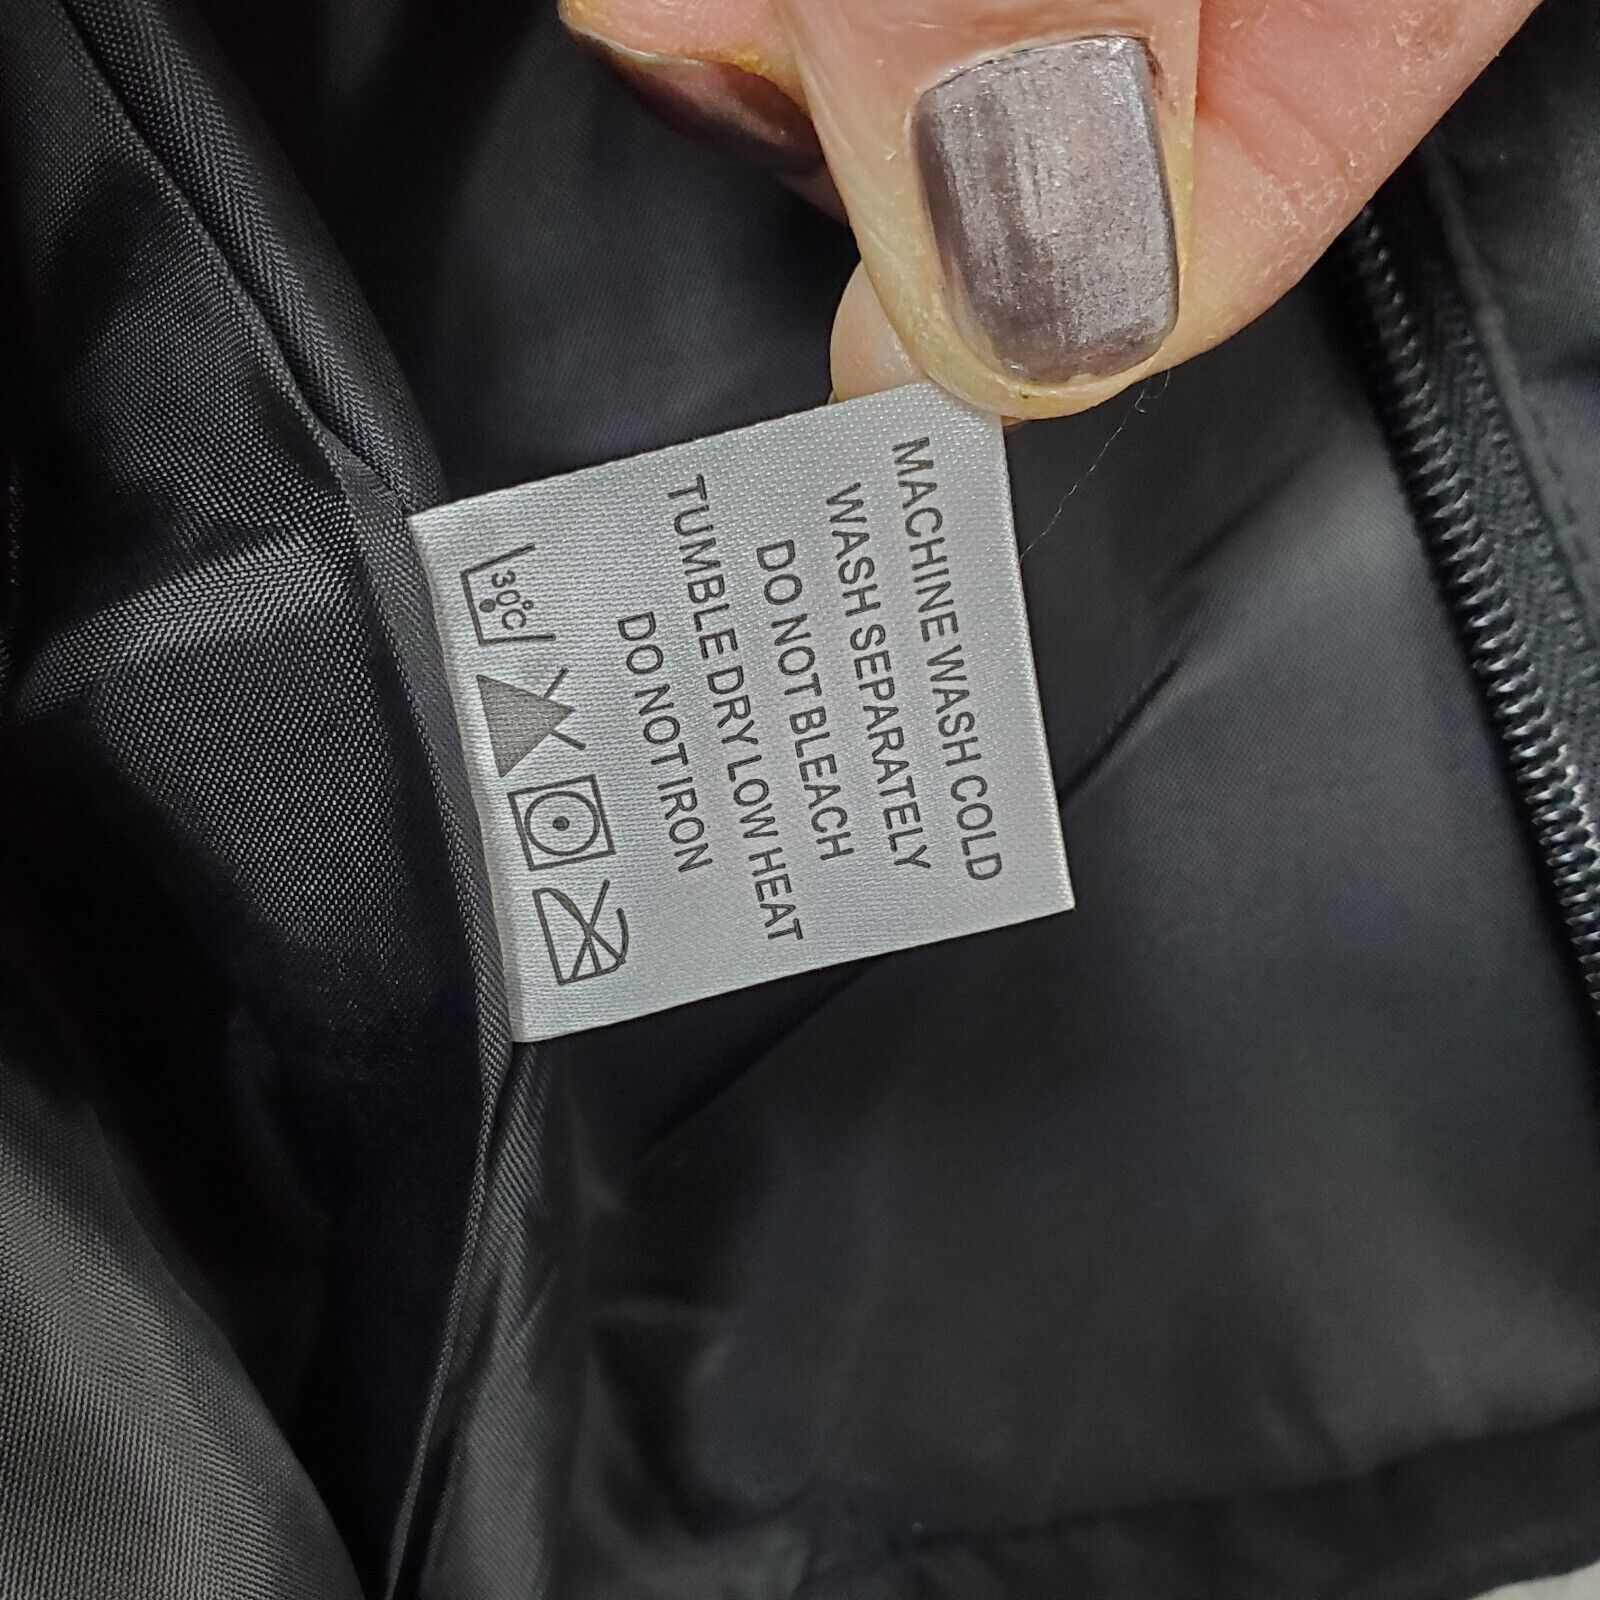 MACHINE WASH COLD
WASH SEPARATELY
DO NOT BLEACH
TUMBLE DRY LOW HEAT
DO NOT IRON
30°C